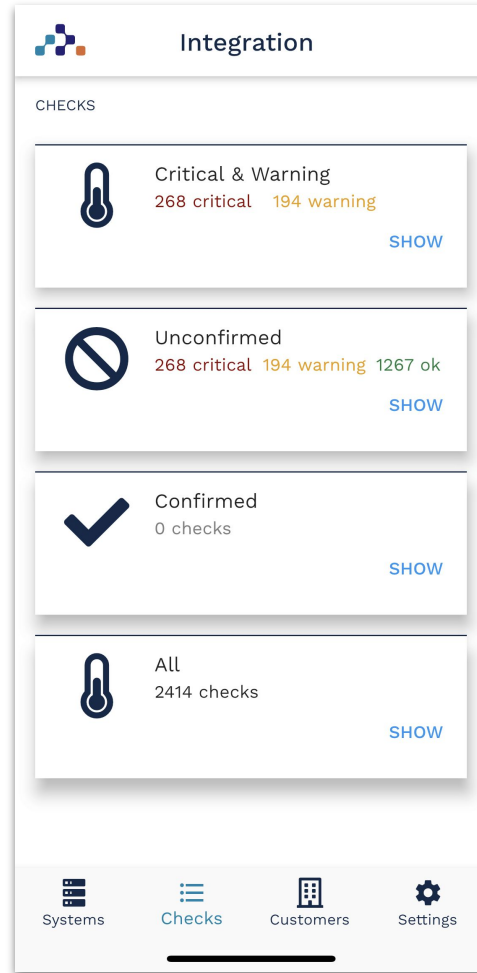 Integration
CHECKS
Critical & Warning
268 critical 194 warning
SHOW
Unconfirmed
268 critical 194 warning 1267 ok
SHOW
Confirmed
0 checks
SHOW
All
2414 checks
SHOW
Systems Checks Customers Settings